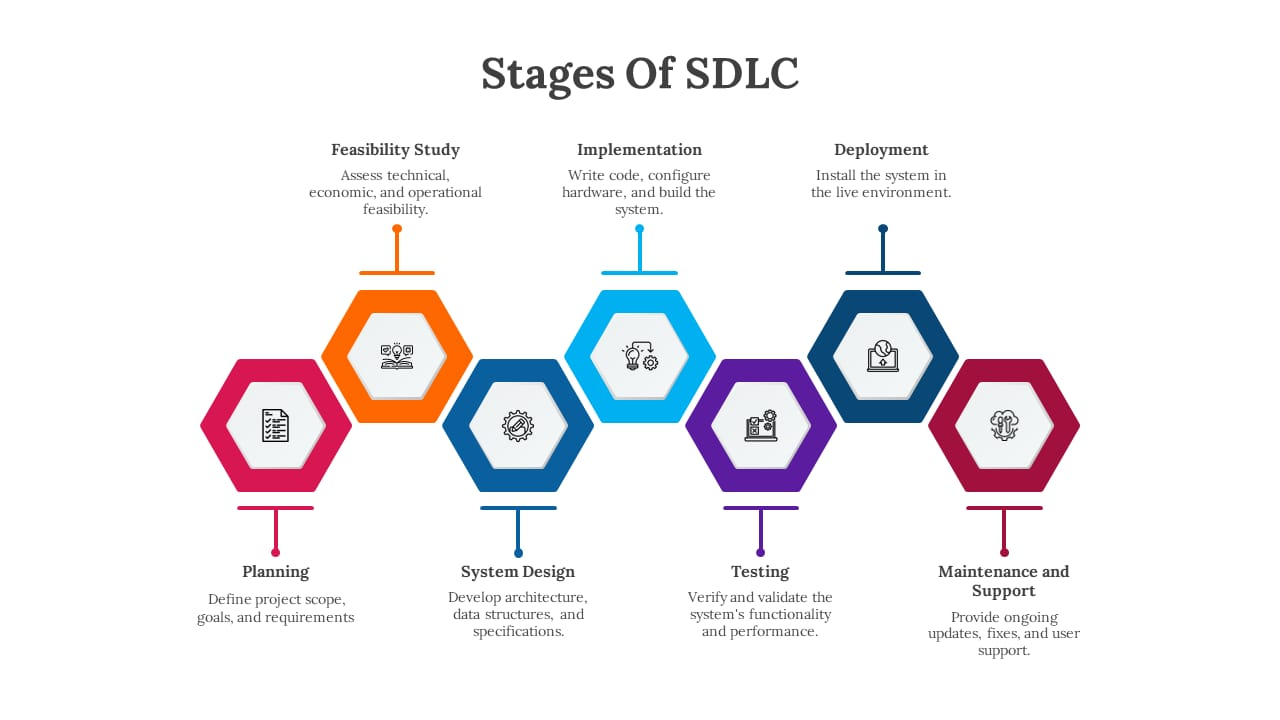 Stages Of SDLC
Feasibility Study
Assess technical,
economic, and operational
feasibility.
Implementation
Write code, configure
hardware, and build the
system.
Deployment
Install the system in
the live environment.
Planning
Define project scope,
goals, and requirements
System Design
Develop architecture,
data structures, and
specifications.
Testing
Verify and validate the
system's functionality
and performance.
Maintenance and
Support
Provide ongoing
updates, fixes, and user
support.